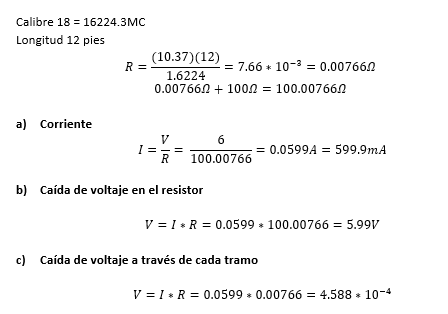 Calibre 18 = 16224.3MC
Longitud 12 pies
R = (10.37)(12) / 1.6224 = 7.66 * 10⁻³ = 0.00766Ω
0.00766Ω + 100Ω = 100.00766Ω
a) Corriente
I = V / R = 6 / 100.00766 = 0.0599A = 599.9mA
b) Caída de voltaje en el resistor
V = I * R = 0.0599 * 100.00766 = 5.99V
c) Caída de voltaje a través de cada tramo
V = I * R = 0.0599 * 0.00766 = 4.588 * 10⁻⁴